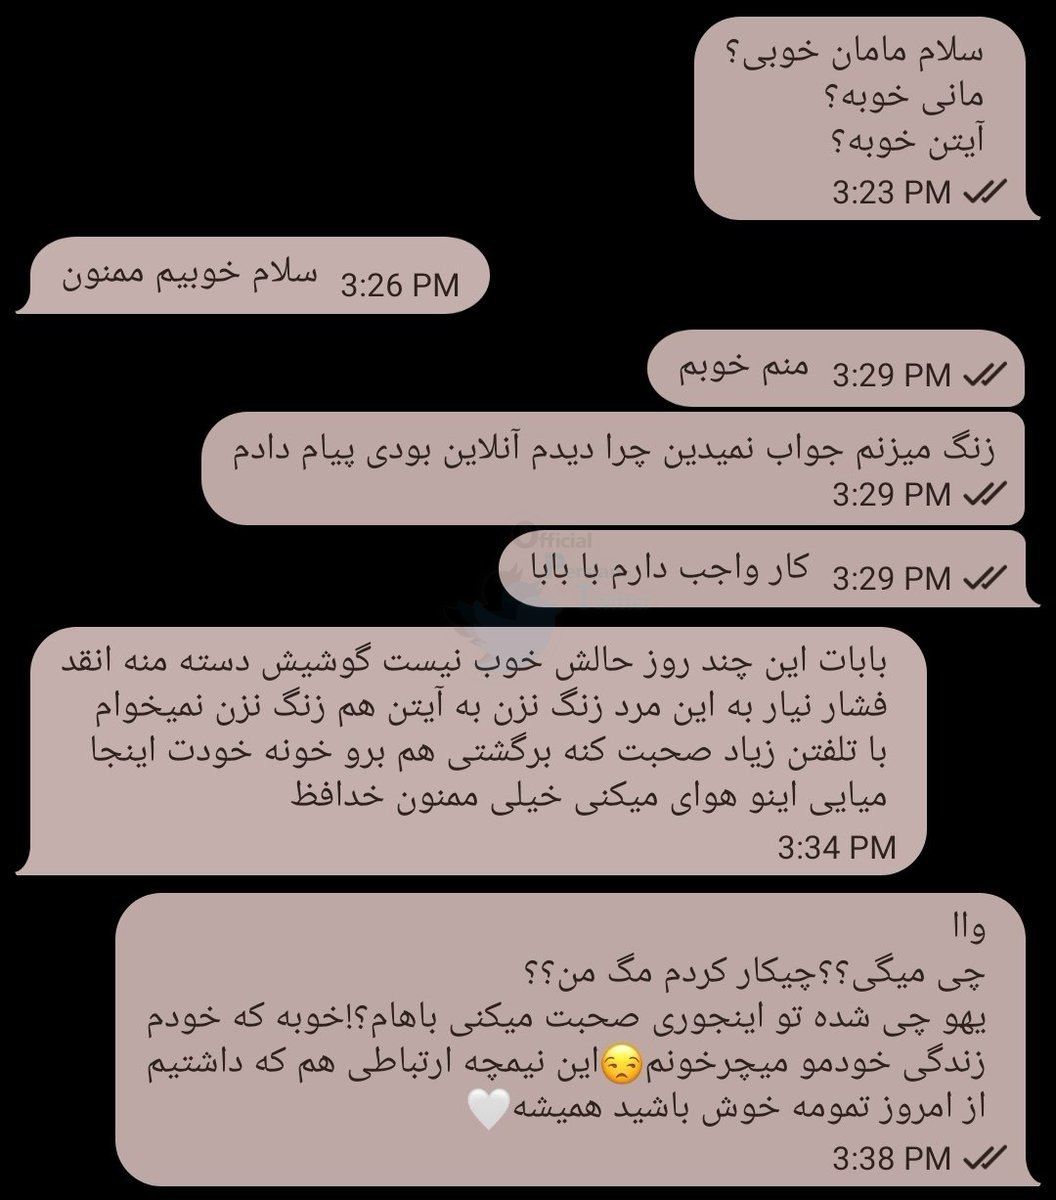 سلام مامان خوبی؟
مانی خوبه؟
آیتن خوبه؟
3:23 PM
سلام خوبیم ممنون 3:26 PM
منم خوبم 3:29 PM
زنگ میزنم جواب نمیدین چرا دیدم آنلاین بودی پیام دادم
3:29 PM
Official
کار واجب دارم با بابا 3:29 PM
بابات این چند روز حالش خوب نیست گوشیش دسته منه انقد
فشار نیار به این مرد زنگ نزن به آیتن هم زنگ نزن نمیخوام
با تلفتن زیاد صحبت کنه برگشتی هم برو خونه خودت اینجا
میایی اینو هوای میکنی خیلی ممنون خدافظ
3:34 PM
واا
چی میگی؟؟چیکار کردم مگ من؟؟
یهو چی شده تو اینجوری صحبت میکنی باهام؟!خوبه که خودم
زندگی خودمو میچرخونم😒این نیمچه ارتباطی هم که داشتیم
از امروز تمومه خوش باشید همیشه🤍
3:38 PM